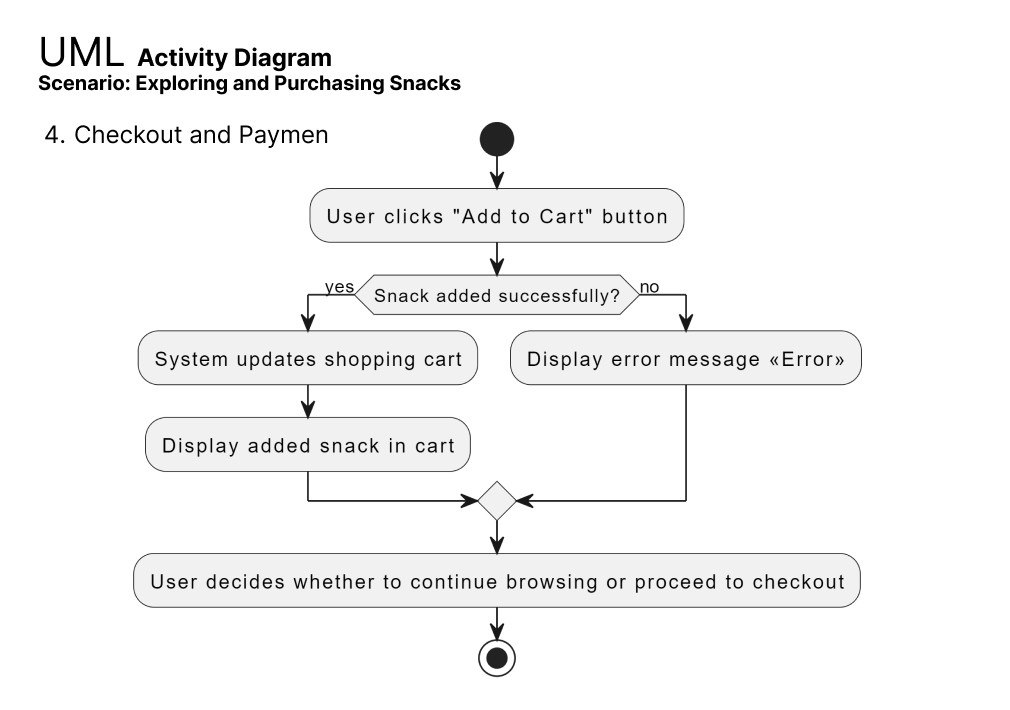 UML Activity Diagram
Scenario: Exploring and Purchasing Snacks
4. Checkout and Paymen
User clicks "Add to Cart" button
yes
Snack added successfully?
no
System updates shopping cart
Display error message «Error»
Display added snack in cart
User decides whether to continue browsing or proceed to checkout